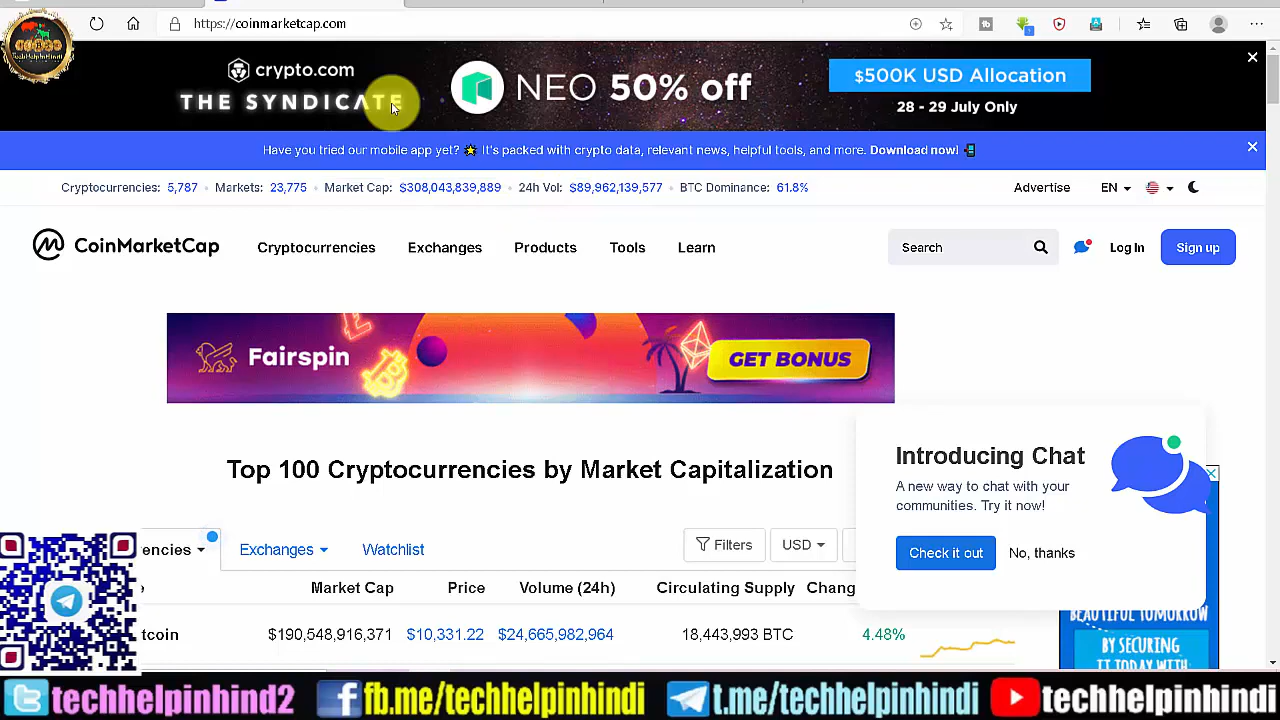 https://coinmarketcap.com
crypto.com
THE SYNDICATE
NEO 50% off
$500K USD Allocation
28 - 29 July Only
Have you tried our mobile app yet? It's packed with crypto data, relevant news, helpful tools, and more. Download now!
Cryptocurrencies: 5,787 • Markets: 23,775 • Market Cap: $308,043,839,889 • 24h Vol: $89,962,139,577 • BTC Dominance: 61.8%
Advertise EN
CoinMarketCap Cryptocurrencies Exchanges Products Tools Learn Search Log In Sign up
Fairspin GET BONUS
Top 100 Cryptocurrencies by Market Capitalization
Introducing Chat
A new way to chat with your
communities. Try it now!
Check it out No, thanks
encies Exchanges Watchlist Filters USD
Market Cap Price Volume (24h) Circulating Supply Chang
tcoin $190,548,916,371 $10,331.22 $24,665,982,964 18,443,993 BTC 4.48%
BEAUTIFUL TOMORROW
BY SECURING
IT TODAY WITH
techhelpinhindi2 fb.me/techhelpinhindi t.me/techhelpinhindi techhelpinhindi